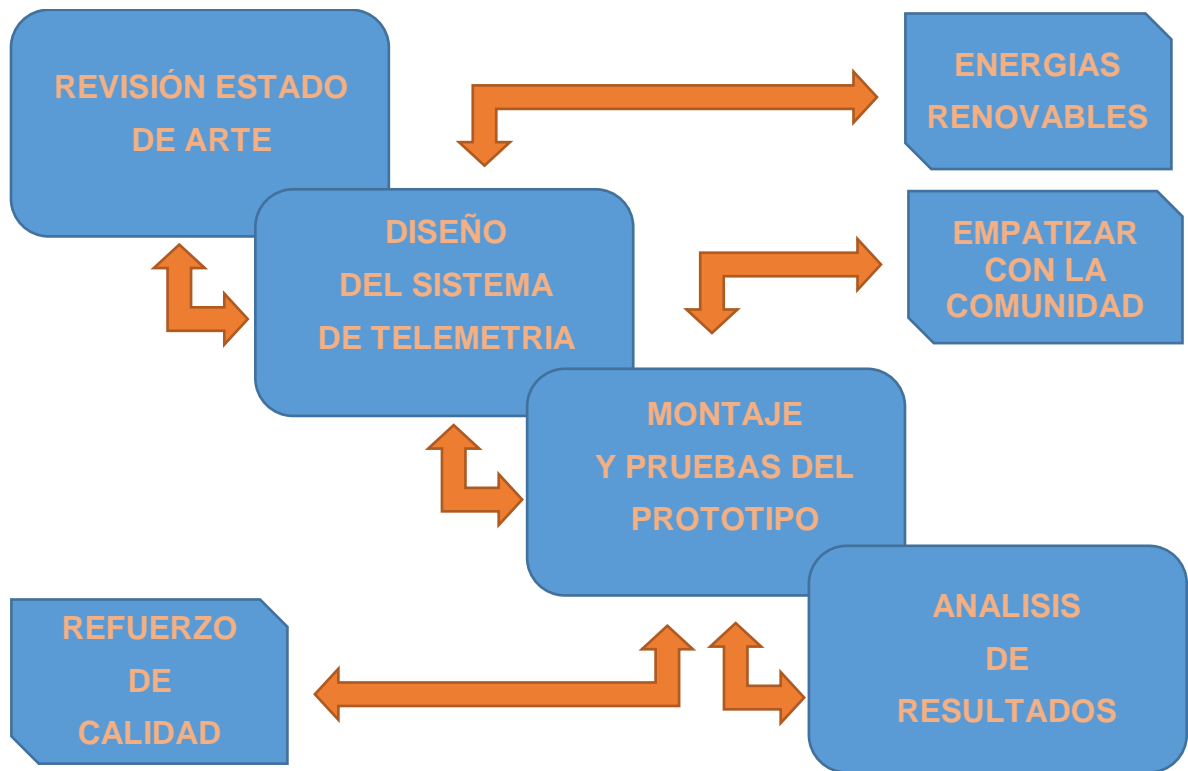 REVISIÓN ESTADO
DE ARTE
ENERGIAS
RENOVABLES
DISEÑO
DEL SISTEMA
DE TELEMETRIA
EMPATIZAR
CON LA
COMUNIDAD
MONTAJE
Y PRUEBAS DEL
PROTOTIPO
ANALISIS
DE
RESULTADOS
REFUERZO
DE
CALIDAD